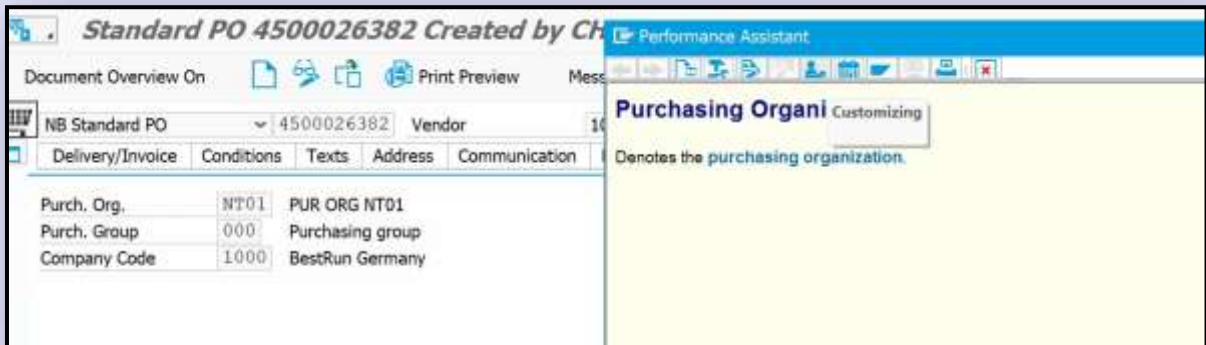 Standard PO 4500026382 Created by CH
Performance Assistant
Document Overview On Print Preview Mess
NB Standard PO 4500026382 Vendor 10
Delivery/Invoice Conditions Texts Address Communication
Purch. Org. NT01 PUR ORG NT01
Purch. Group 000 Purchasing group
Company Code 1000 BestRun Germany
Purchasing Organi Customizing
Denotes the purchasing organization.